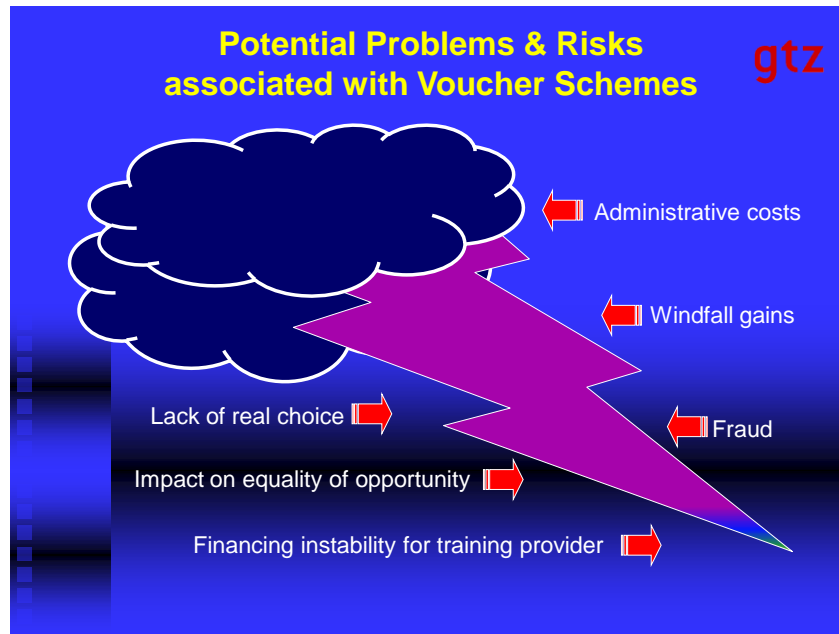 Potential Problems & Risks
associated with Voucher Schemes
gtz
Administrative costs
Windfall gains
Lack of real choice
Fraud
Impact on equality of opportunity
Financing instability for training provider